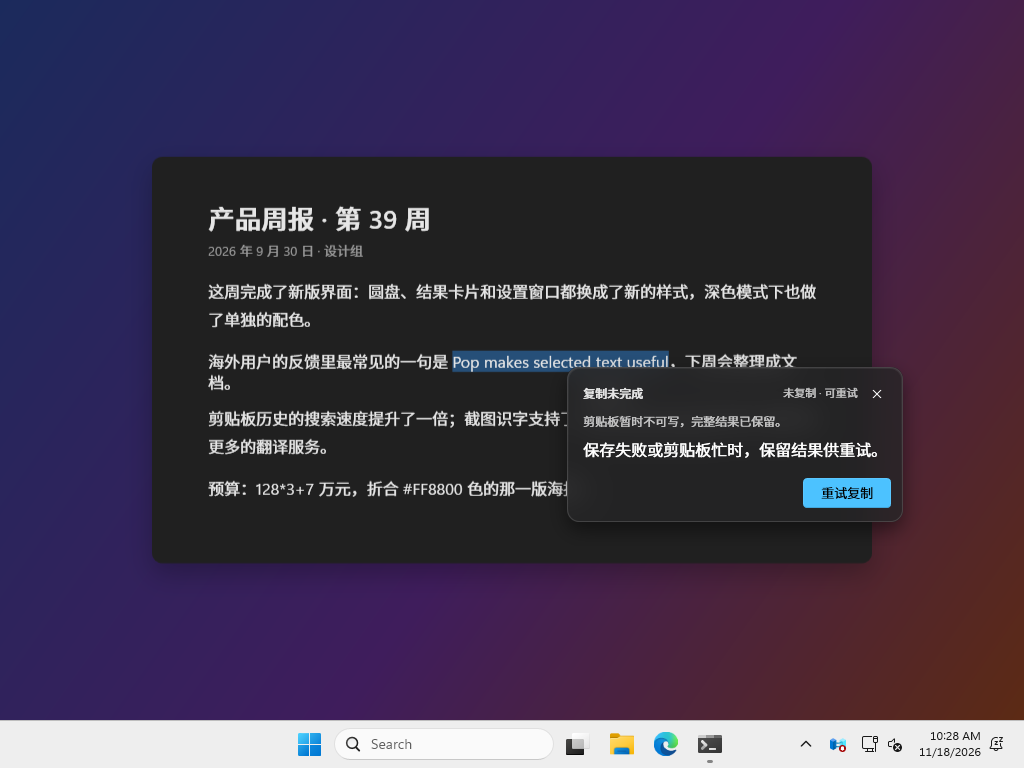 产品周报 · 第 39 周
2026 年 9 月 30 日 · 设计组
这周完成了新版界面：圆盘、结果卡片和设置窗口都换成了新的样式，深色模式下也做
了单独的配色。
海外用户的反馈里最常见的一句是 Pop makes selected text useful，下周会整理成文
档。
剪贴板历史的搜索速度提升了一倍；截图识字支持了
更多的翻译服务。
预算：128*3+7 万元，折合 #FF8800 色的那一版海报
复制未完成
未复制 · 可重试
剪贴板暂时不可写，完整结果已保留。
保存失败或剪贴板忙时，保留结果供重试。
重试复制
Search
10:28 AM
11/18/2026